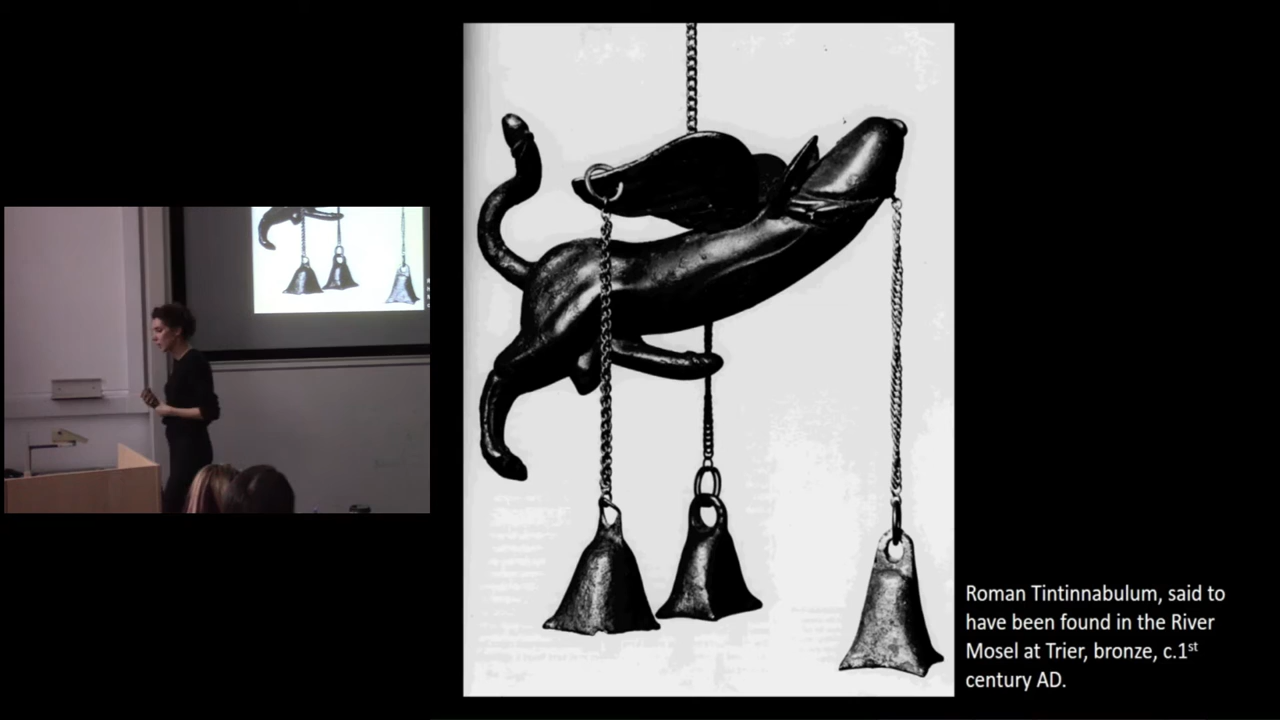 Roman Tintinnabulum, said to
have been found in the River
Mosel at Trier, bronze, c.1st
century AD.